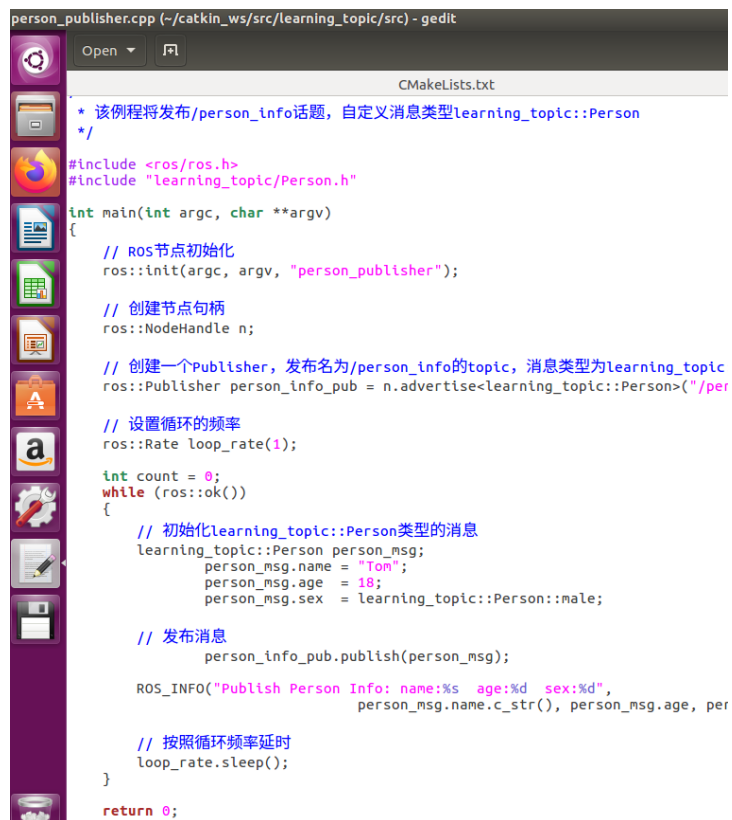 person_publisher.cpp (~/catkin_ws/src/learning_topic/src) - gedit
Open
CMakeLists.txt
* 该例程将发布/person_info话题，自定义消息类型learning_topic::Person
*/
#include <ros/ros.h>
#include "learning_topic/Person.h"
int main(int argc, char **argv)
{
// ROS节点初始化
ros::init(argc, argv, "person_publisher");
// 创建节点句柄
ros::NodeHandle n;
// 创建一个Publisher，发布名为/person_info的topic，消息类型为learning_topic
ros::Publisher person_info_pub = n.advertise<learning_topic::Person>("/per
// 设置循环的频率
ros::Rate loop_rate(1);
int count = 0;
while (ros::ok())
{
// 初始化learning_topic::Person类型的消息
learning_topic::Person person_msg;
person_msg.name = "Tom";
person_msg.age  = 18;
person_msg.sex  = learning_topic::Person::male;
// 发布消息
person_info_pub.publish(person_msg);
ROS_INFO("Publish Person Info: name:%s  age:%d  sex:%d",
person_msg.name.c_str(), person_msg.age, per
// 按照循环频率延时
loop_rate.sleep();
}
return 0;